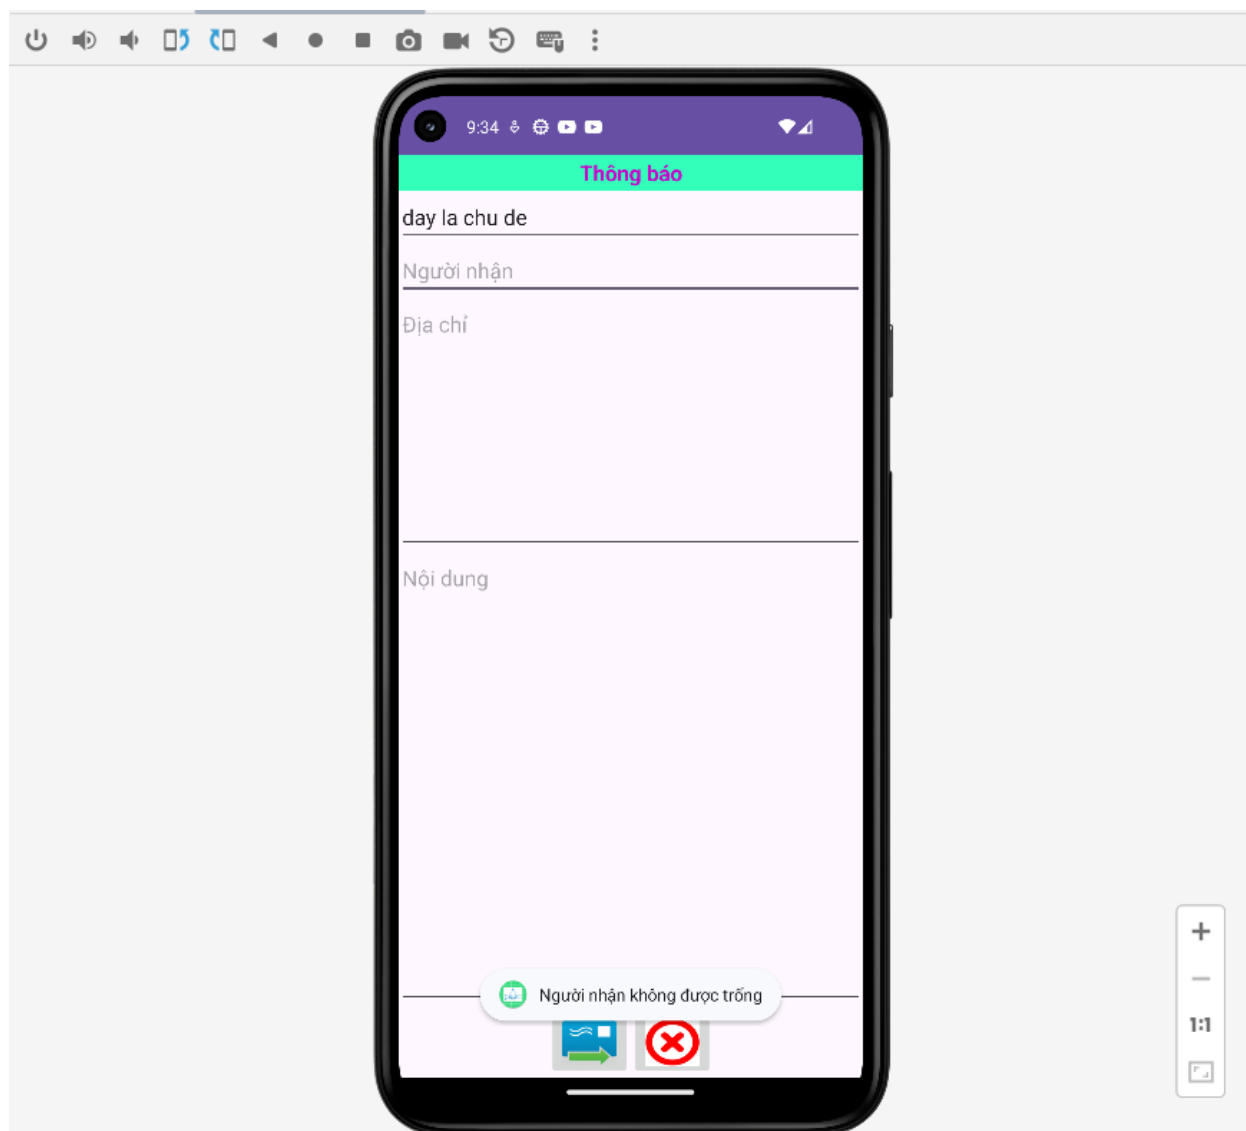 9:34
Thông báo
day la chu de
Người nhận
Địa chỉ
Nội dung
Người nhận không được trống
1:1